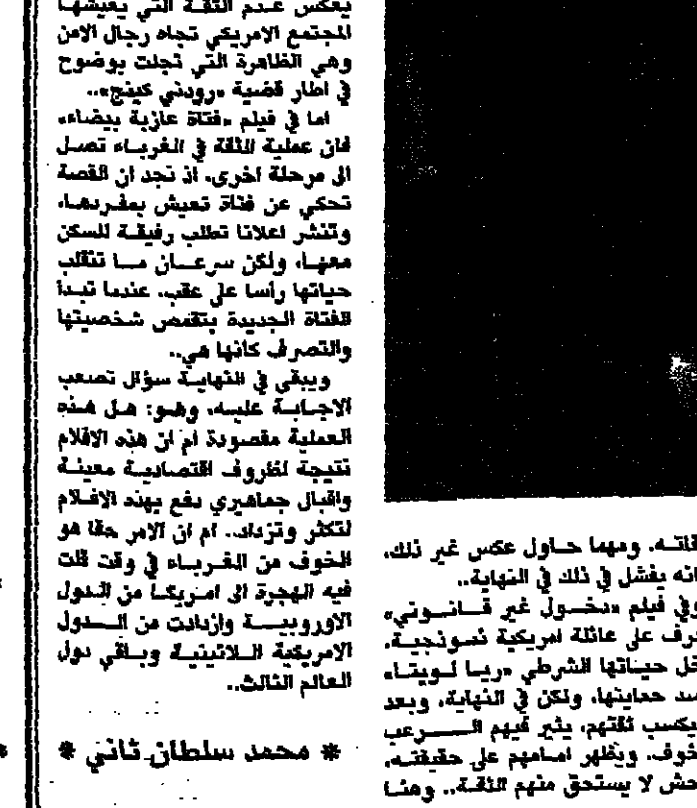 قاته. ومهما حاول عكس غير ذلك،
انه يفشل في ذلك في النهاية..
وفي فيلم «دخول غير قانوني»
رف على عائلة امريكية نموذجية،
خل حياتها الشرطي «ريا لويتا»
سد حمايتها، ولكن في النهاية، وبعد
يكسب ثقتهم، يثير فيهم الرعب
خوف. ويظهر امامهم على حقيقته،
حش لا يستحق منهم الثقة.. وهنا
يعكس عدم الثقة التي يعيشها
المجتمع الامريكي تجاه رجال الامن
وهي الظاهرة التي تجلت بوضوح
في اطار قضية «رودني كينج»..
اما في فيلم «فتاة عازبة بيضاء»
فان عملية الثقة في الغرباء تصل
الى مرحلة اخرى. اذ نجد ان القصة
تحكي عن فتاة تعيش بمفردها،
وتنشر اعلانا تطلب رفيقة للسكن
معها، ولكن سرعان ما تنقلب
حياتها رأسا على عقب، عندما تبدأ
الفتاة الجديدة بتقمص شخصيتها
والتصرف كانها هي..
ويبقى في النهاية سؤال تصعب
الاجابة عليه، وهو: هل هذه
العملية مقصودة ام ان هذه الافلام
نتيجة لظروف اقتصادية معينة
واقبال جماهيري دفع بهذه الافلام
لتكثر وتزداد.. ام ان الامر حقا هو
الخوف من الغرباء في وقت قلت
فيه الهجرة الى امريكا من الدول
الاوروبية وازدادت من الدول
الامريكية اللاتينية وباقي دول
العالم الثالث..
* محمد سلطان ثاني *